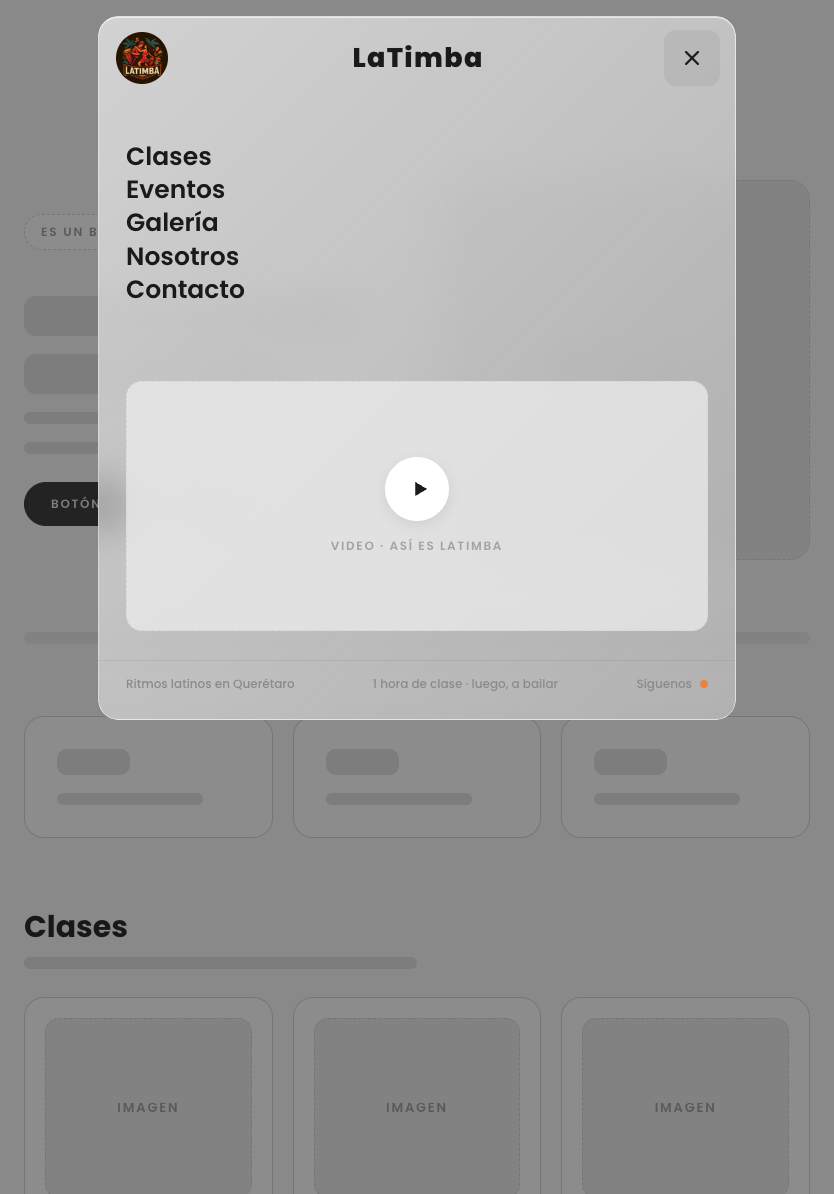 LATIMBA
LaTimba
Clases
Eventos
Galería
Nosotros
Contacto
ES UN B
BOTÓN
VIDEO · ASÍ ES LATIMBA
Ritmos latinos en Querétaro
1 hora de clase · luego, a bailar
Síguenos
Clases
IMAGEN
IMAGEN
IMAGEN